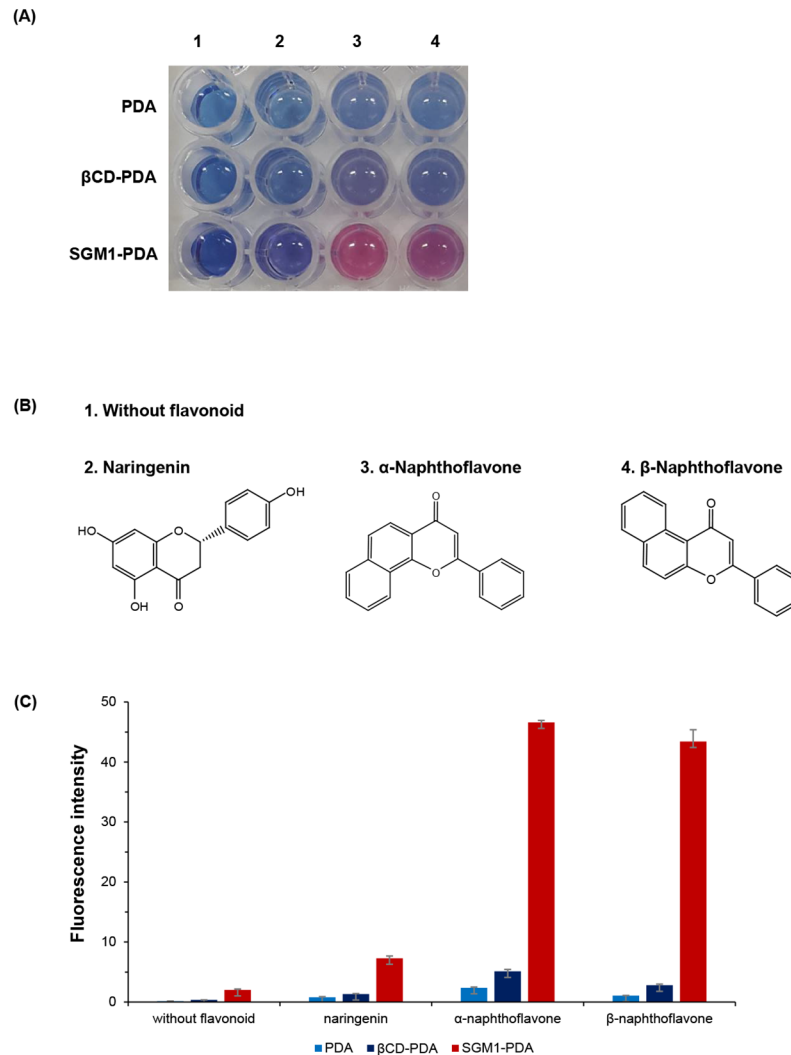 (A)
1 2 3 4
PDA
βCD-PDA
SGM1-PDA
(B)
1. Without flavonoid
2. Naringenin 3. α-Naphthoflavone 4. β-Naphthoflavone
OH
HO
O
OH
O
O
O
O
O
(C)
Fluorescence intensity
50
40
30
20
10
0
without flavonoid naringenin α-naphthoflavone β-naphthoflavone
PDA βCD-PDA SGM1-PDA